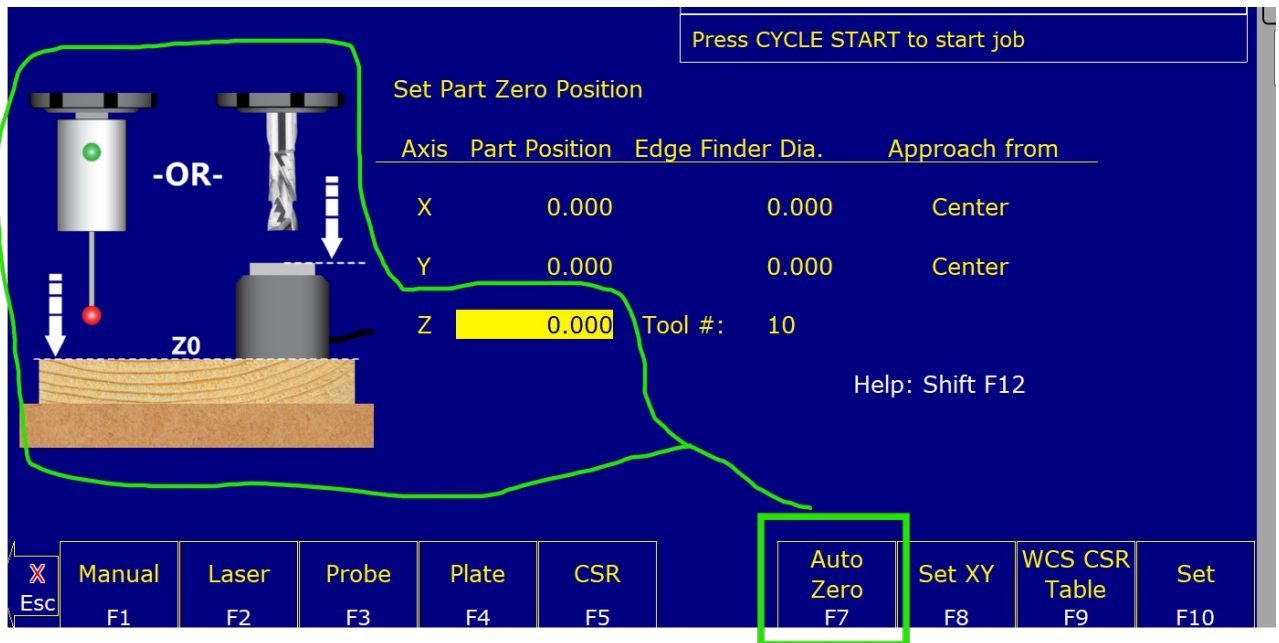 Press CYCLE START to start job
Set Part Zero Position
Axis Part Position Edge Finder Dia. Approach from
-OR-
X 0.000 0.000 Center
Y 0.000 0.000 Center
Z 0.000 Tool #: 10
Z0
Help: Shift F12
X Esc
Manual F1
Laser F2
Probe F3
Plate F4
CSR F5
Auto Zero F7
Set XY F8
WCS CSR Table F9
Set F10